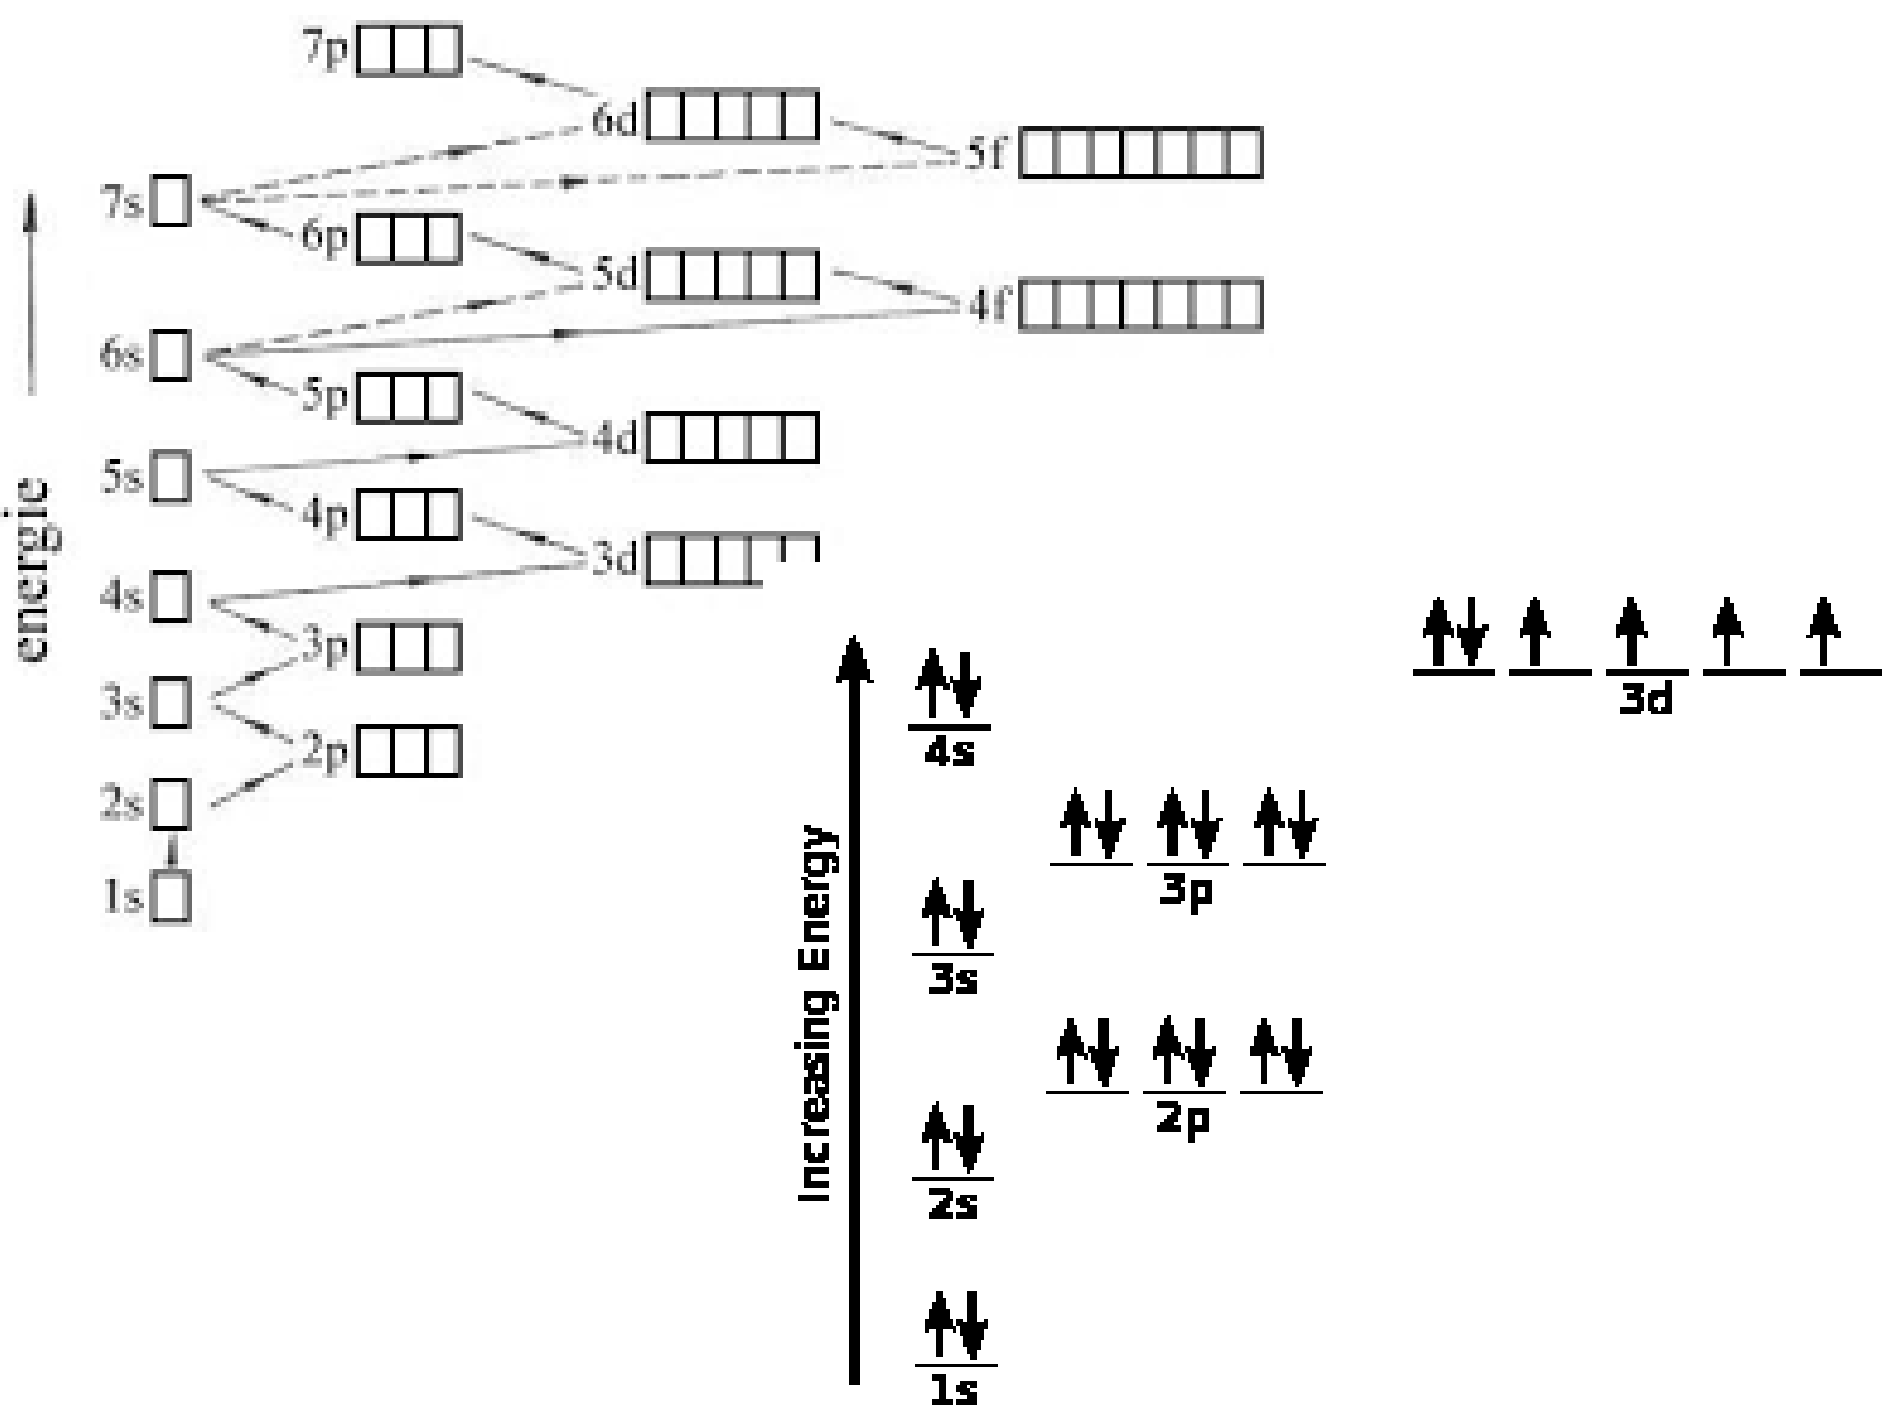 7p
6d
5f
7s
6p
5d
4f
6s
5p
4d
5s
4p
3d
4s
3p
3s
2p
2s
1s
energie
Increasing Energy
3d
4s
3p
3s
2p
2s
1s